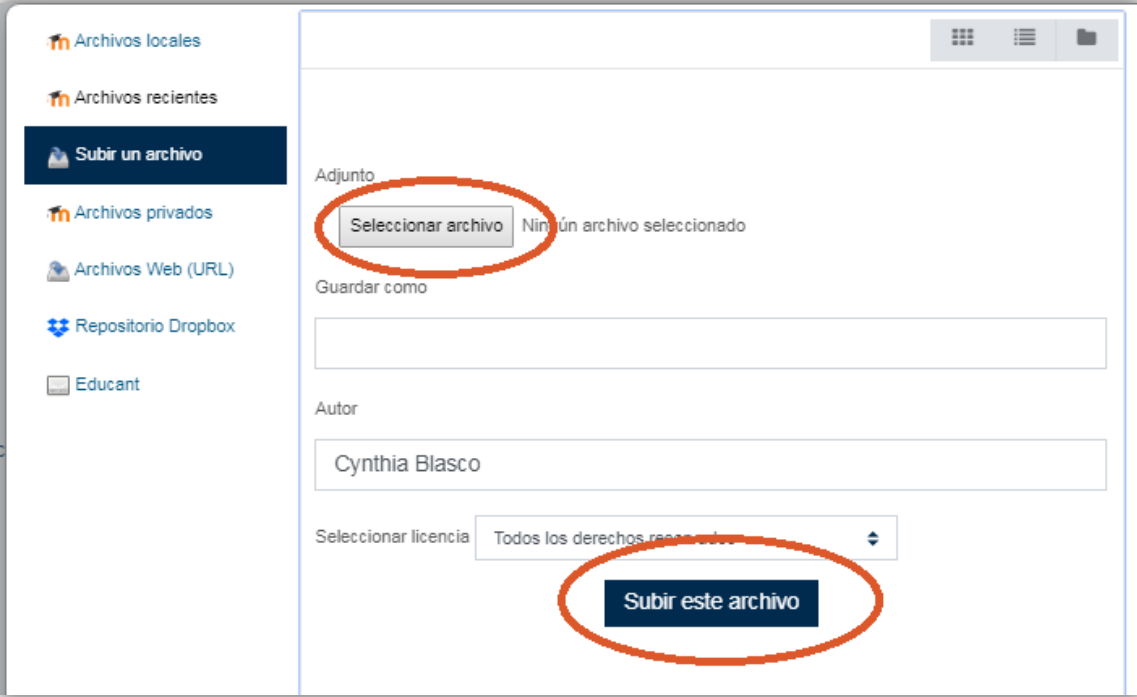 Archivos locales
Archivos recientes
Subir un archivo
Archivos privados
Archivos Web (URL)
Repositorio Dropbox
Educant
Adjunto
Seleccionar archivo Ningún archivo seleccionado
Guardar como
Autor
Cynthia Blasco
Seleccionar licencia Todos los derechos reservados
Subir este archivo